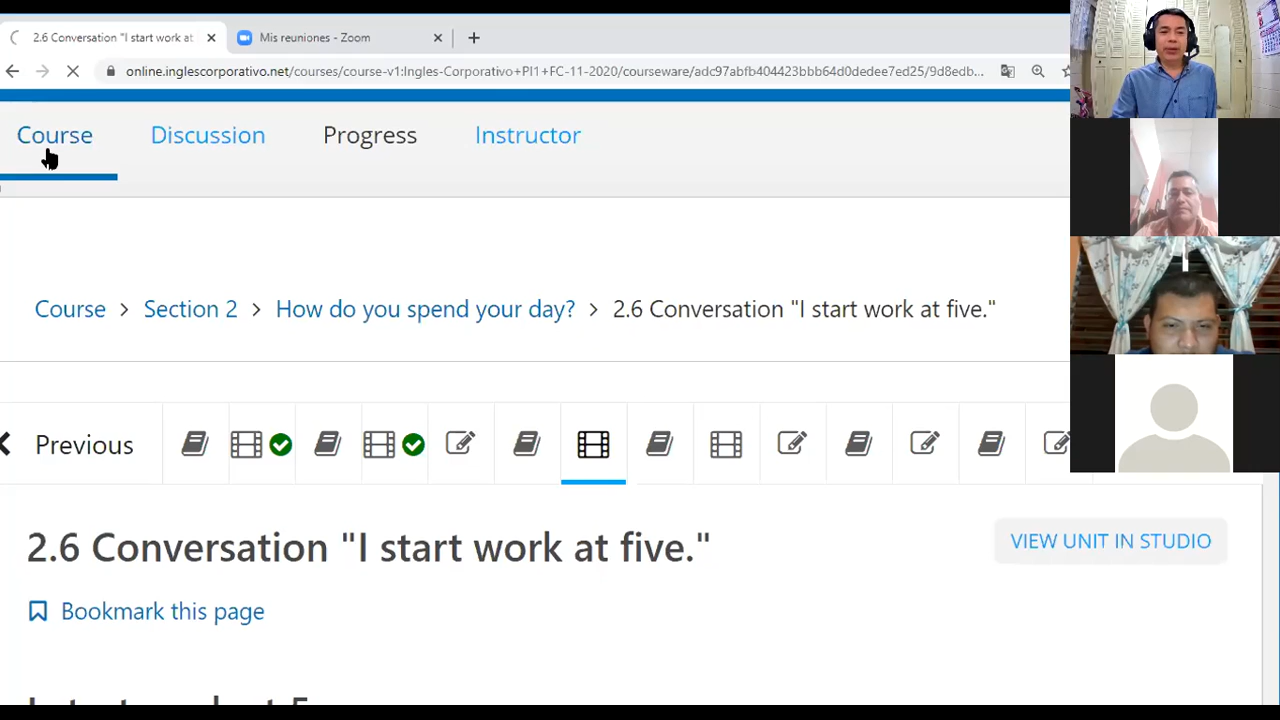 2.6 Conversation "I start work at
Mis reuniones - Zoom
online.inglescorporativo.net/courses/course-v1:Ingles-Corporativo+PI1+FC-11-2020/courseware/adc97abfb404423bbb64d0dedee7ed25/9d8edb...
Course Discussion Progress Instructor
Course > Section 2 > How do you spend your day? > 2.6 Conversation "I start work at five."
Previous
2.6 Conversation "I start work at five."
VIEW UNIT IN STUDIO
Bookmark this page